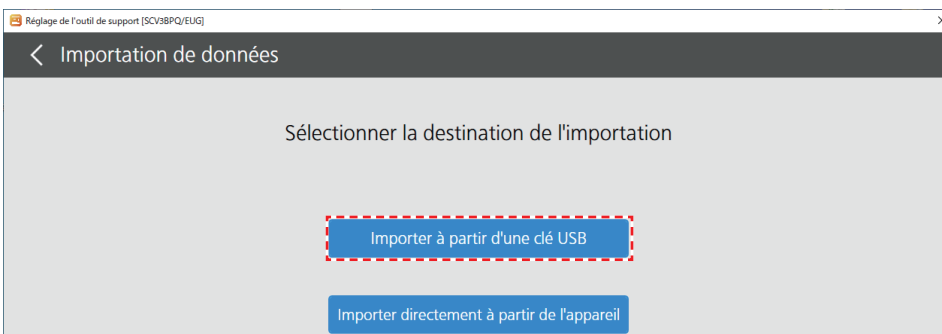 Réglage de l'outil de support [SCV3BPQ/EUG]
Importation de données
Sélectionner la destination de l'importation
Importer à partir d'une clé USB
Importer directement à partir de l'appareil